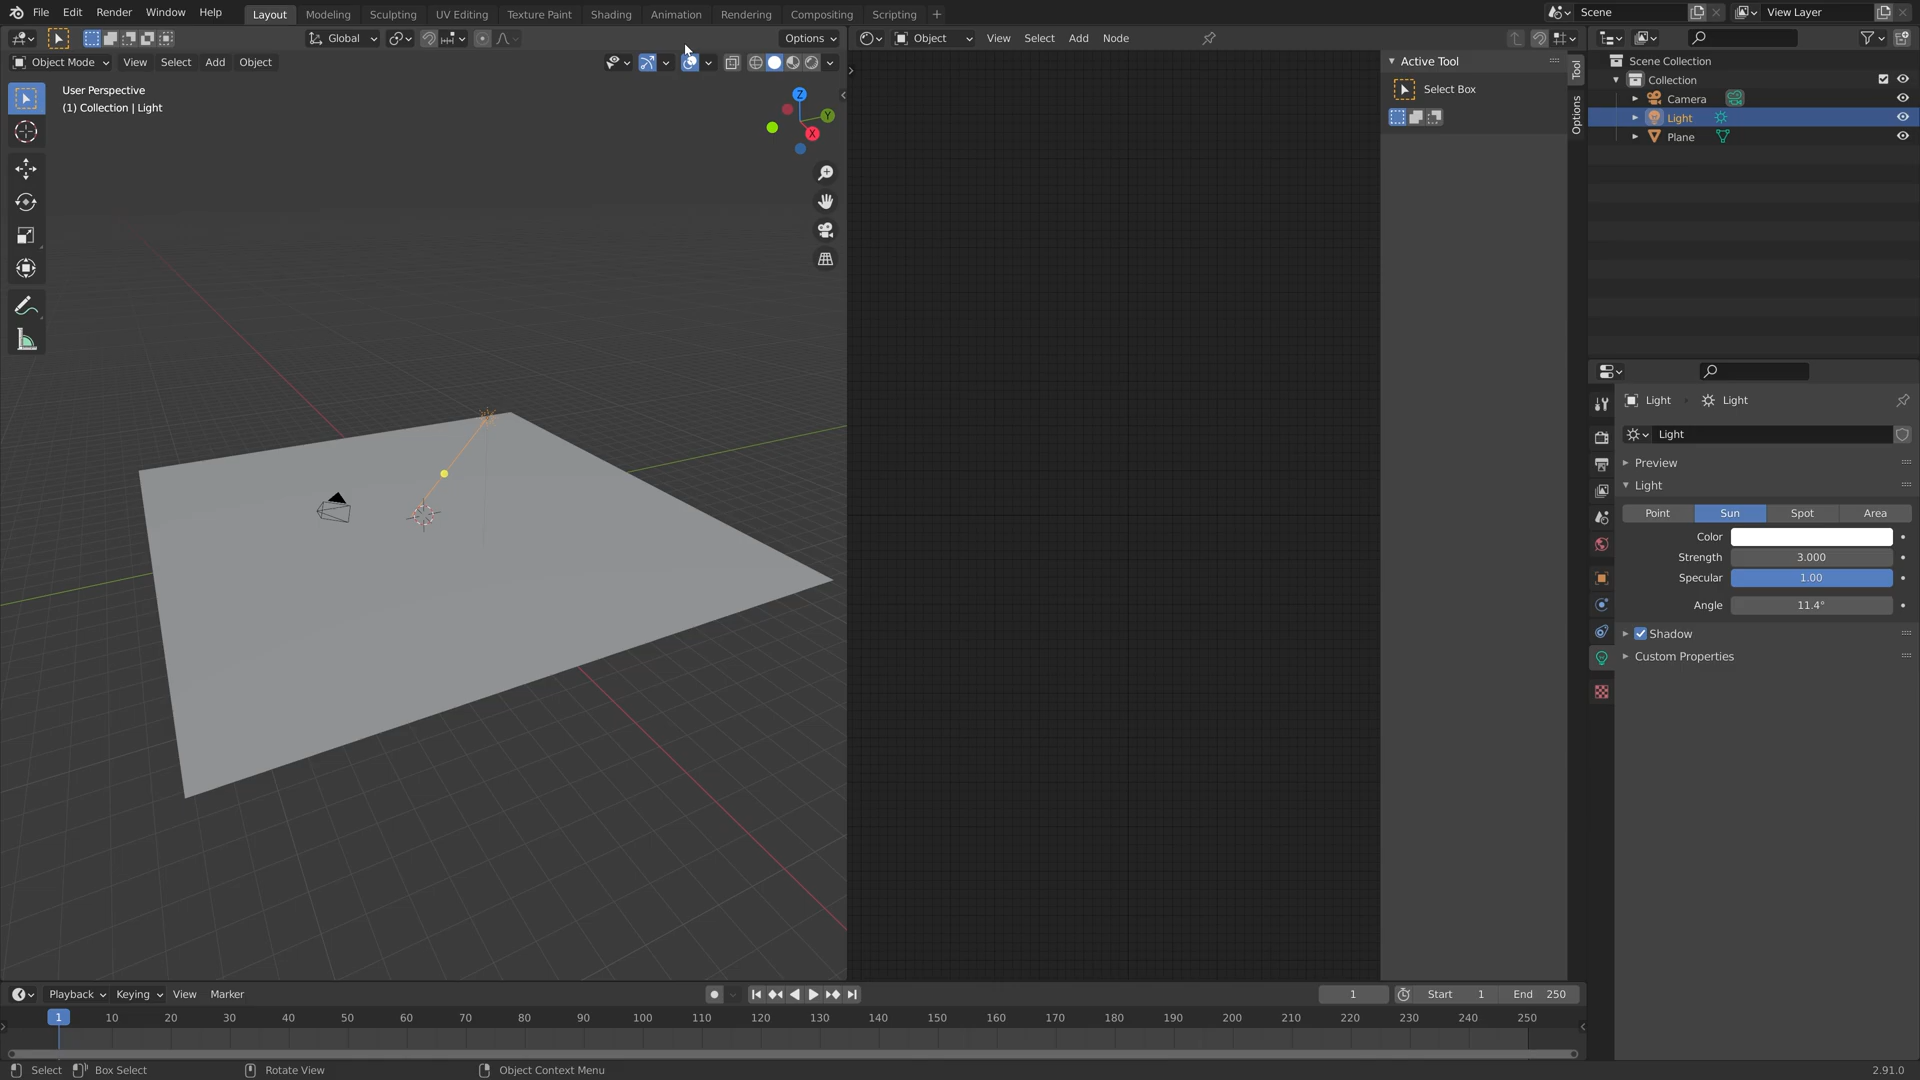 File Edit Render Window Help Layout Modeling Sculpting UV Editing Texture Paint Shading Animation Rendering Compositing Scripting + Scene View Layer
Global Options
Object View Select Add Node
Object Mode View Select Add Object
User Perspective
(1) Collection | Light
Z
Y
X
Active Tool
Select Box
Tool
Options
Scene Collection
Collection
Camera
Light
Plane
Light Light
Light
Preview
Light
Point Sun Spot Area
Color
Strength 3.000
Specular 1.00
Angle 11.4°
Shadow
Custom Properties
Playback Keying View Marker 1 Start 1 End 250
1 10 20 30 40 50 60 70 80 90 100 110 120 130 140 150 160 170 180 190 200 210 220 230 240 250
Select Box Select Rotate View Object Context Menu 2.91.0